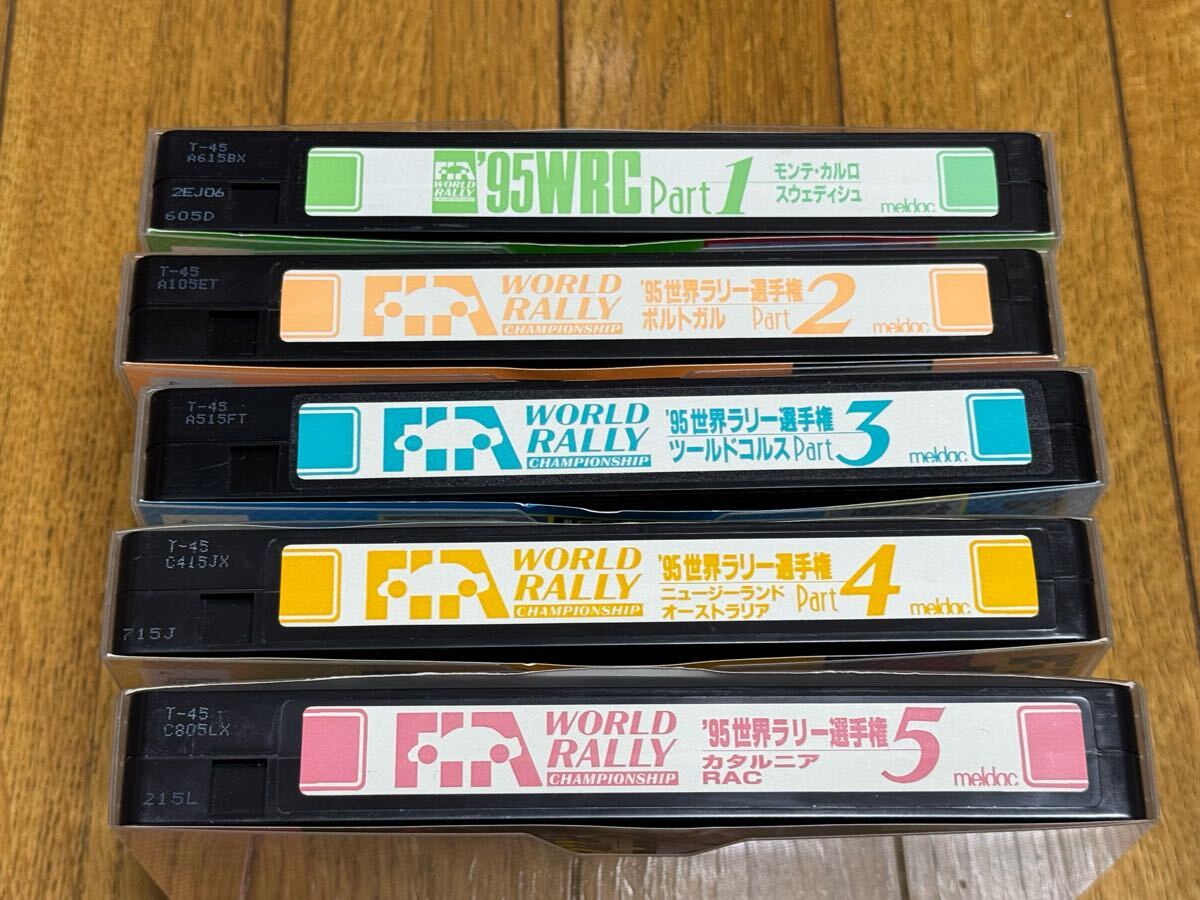 T-45
A615BX
2EJ06
605D
WORLD
RALLY
'95WRC Part 1
モンテ・カルロ
スウェディシュ
meldac
T-45
A105ET
FIA
WORLD
RALLY
CHAMPIONSHIP
'95世界ラリー選手権
ポルトガル Part 2
meldac
T-45
A515FT
FIA
WORLD
RALLY
CHAMPIONSHIP
'95世界ラリー選手権
ツールドコルス Part 3
meldac
T-45
C415JX
715J
FIA
WORLD
RALLY
CHAMPIONSHIP
'95世界ラリー選手権
ニュージーランド
オーストラリア
Part 4
meldac
T-45
C805LX
215L
FIA
WORLD
RALLY
CHAMPIONSHIP
'95世界ラリー選手権
カタルニア
RAC
5
meldac